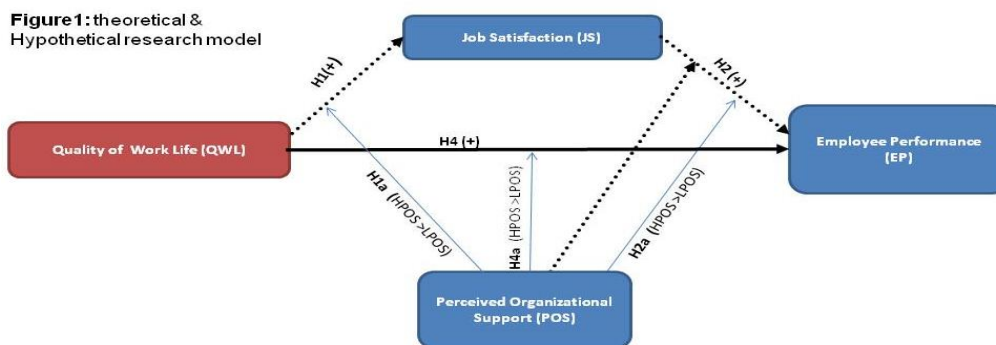 Figure1: theoretical &
Hypothetical research model
Job Satisfaction (JS)
H1(+)
H2 (+)
Quality of Work Life (QWL)
H4 (+)
Employee Performance
(EP)
H1a (HPOS >LPOS)
H4a (HPOS >LPOS)
H2a (HPOS >LPOS)
Perceived Organizational
Support (POS)